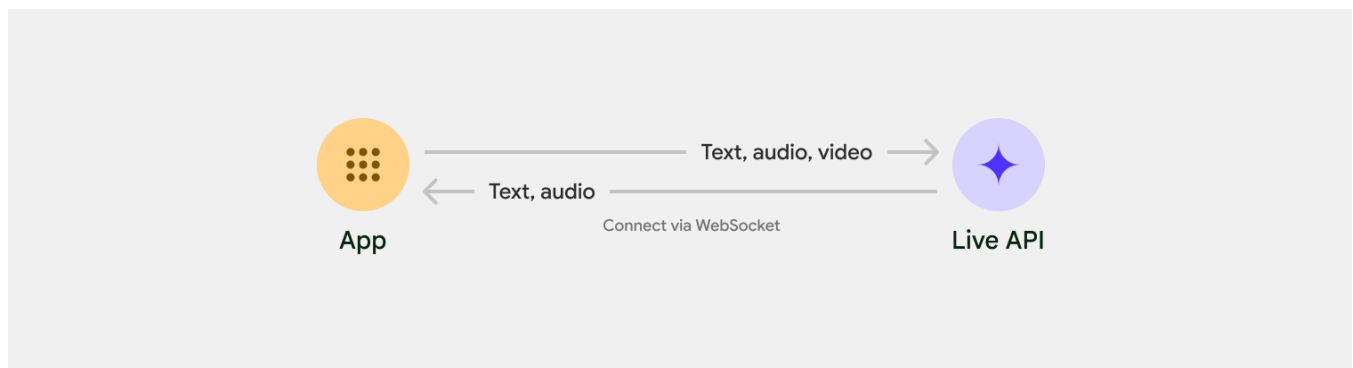 Text, audio, video
Text, audio
Connect via WebSocket
App
Live API